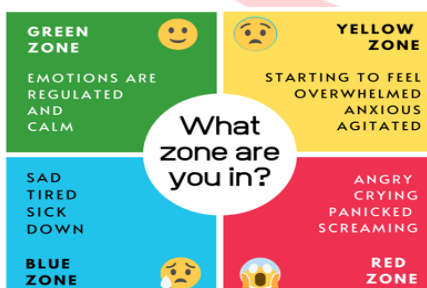 GREEN
ZONE
EMOTIONS ARE
REGULATED
AND
CALM
YELLOW
ZONE
STARTING TO FEEL
OVERWHELMED
ANXIOUS
AGITATED
What
zone are
you in?
SAD
TIRED
SICK
DOWN
BLUE
ZONE
ANGRY
CRYING
PANICKED
SCREAMING
RED
ZONE